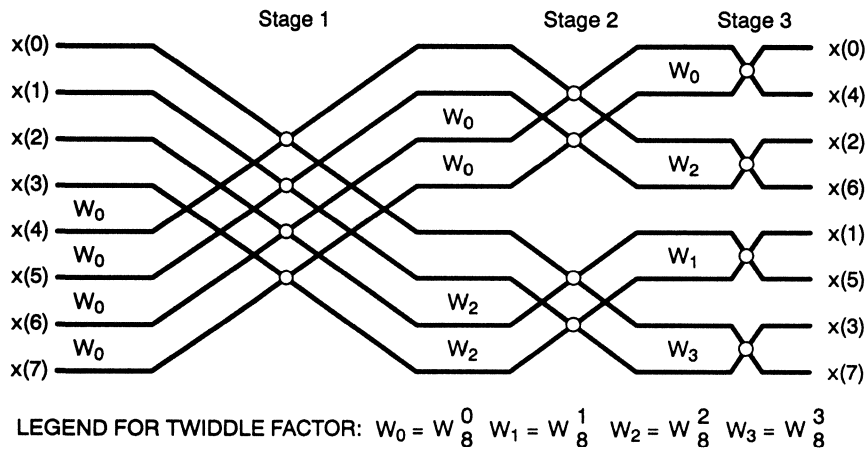 Stage 1 Stage 2 Stage 3
x(0) x(0)
W₀
x(1) x(4)
W₀
x(2) x(2)
W₀ W₂
x(3) x(6)
W₀
x(4) x(1)
W₀ W₁
x(5) x(5)
W₀ W₂
x(6) x(3)
W₀ W₂ W₃
x(7) x(7)
LEGEND FOR TWIDDLE FACTOR: W₀ = W⁰₈ W₁ = W¹₈ W₂ = W²₈ W₃ = W³₈